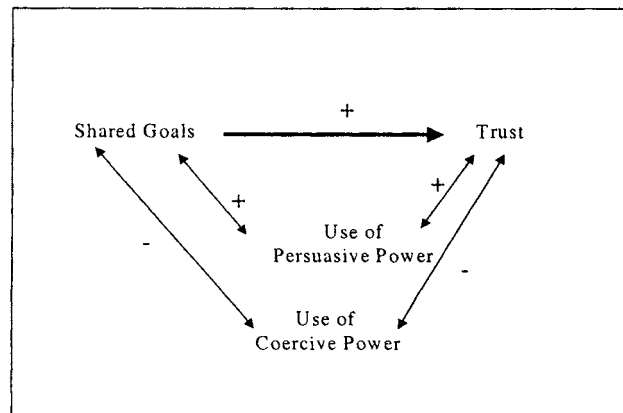 +
Shared Goals
Trust
+
+
Use of
Persuasive Power
-
-
Use of
Coercive Power